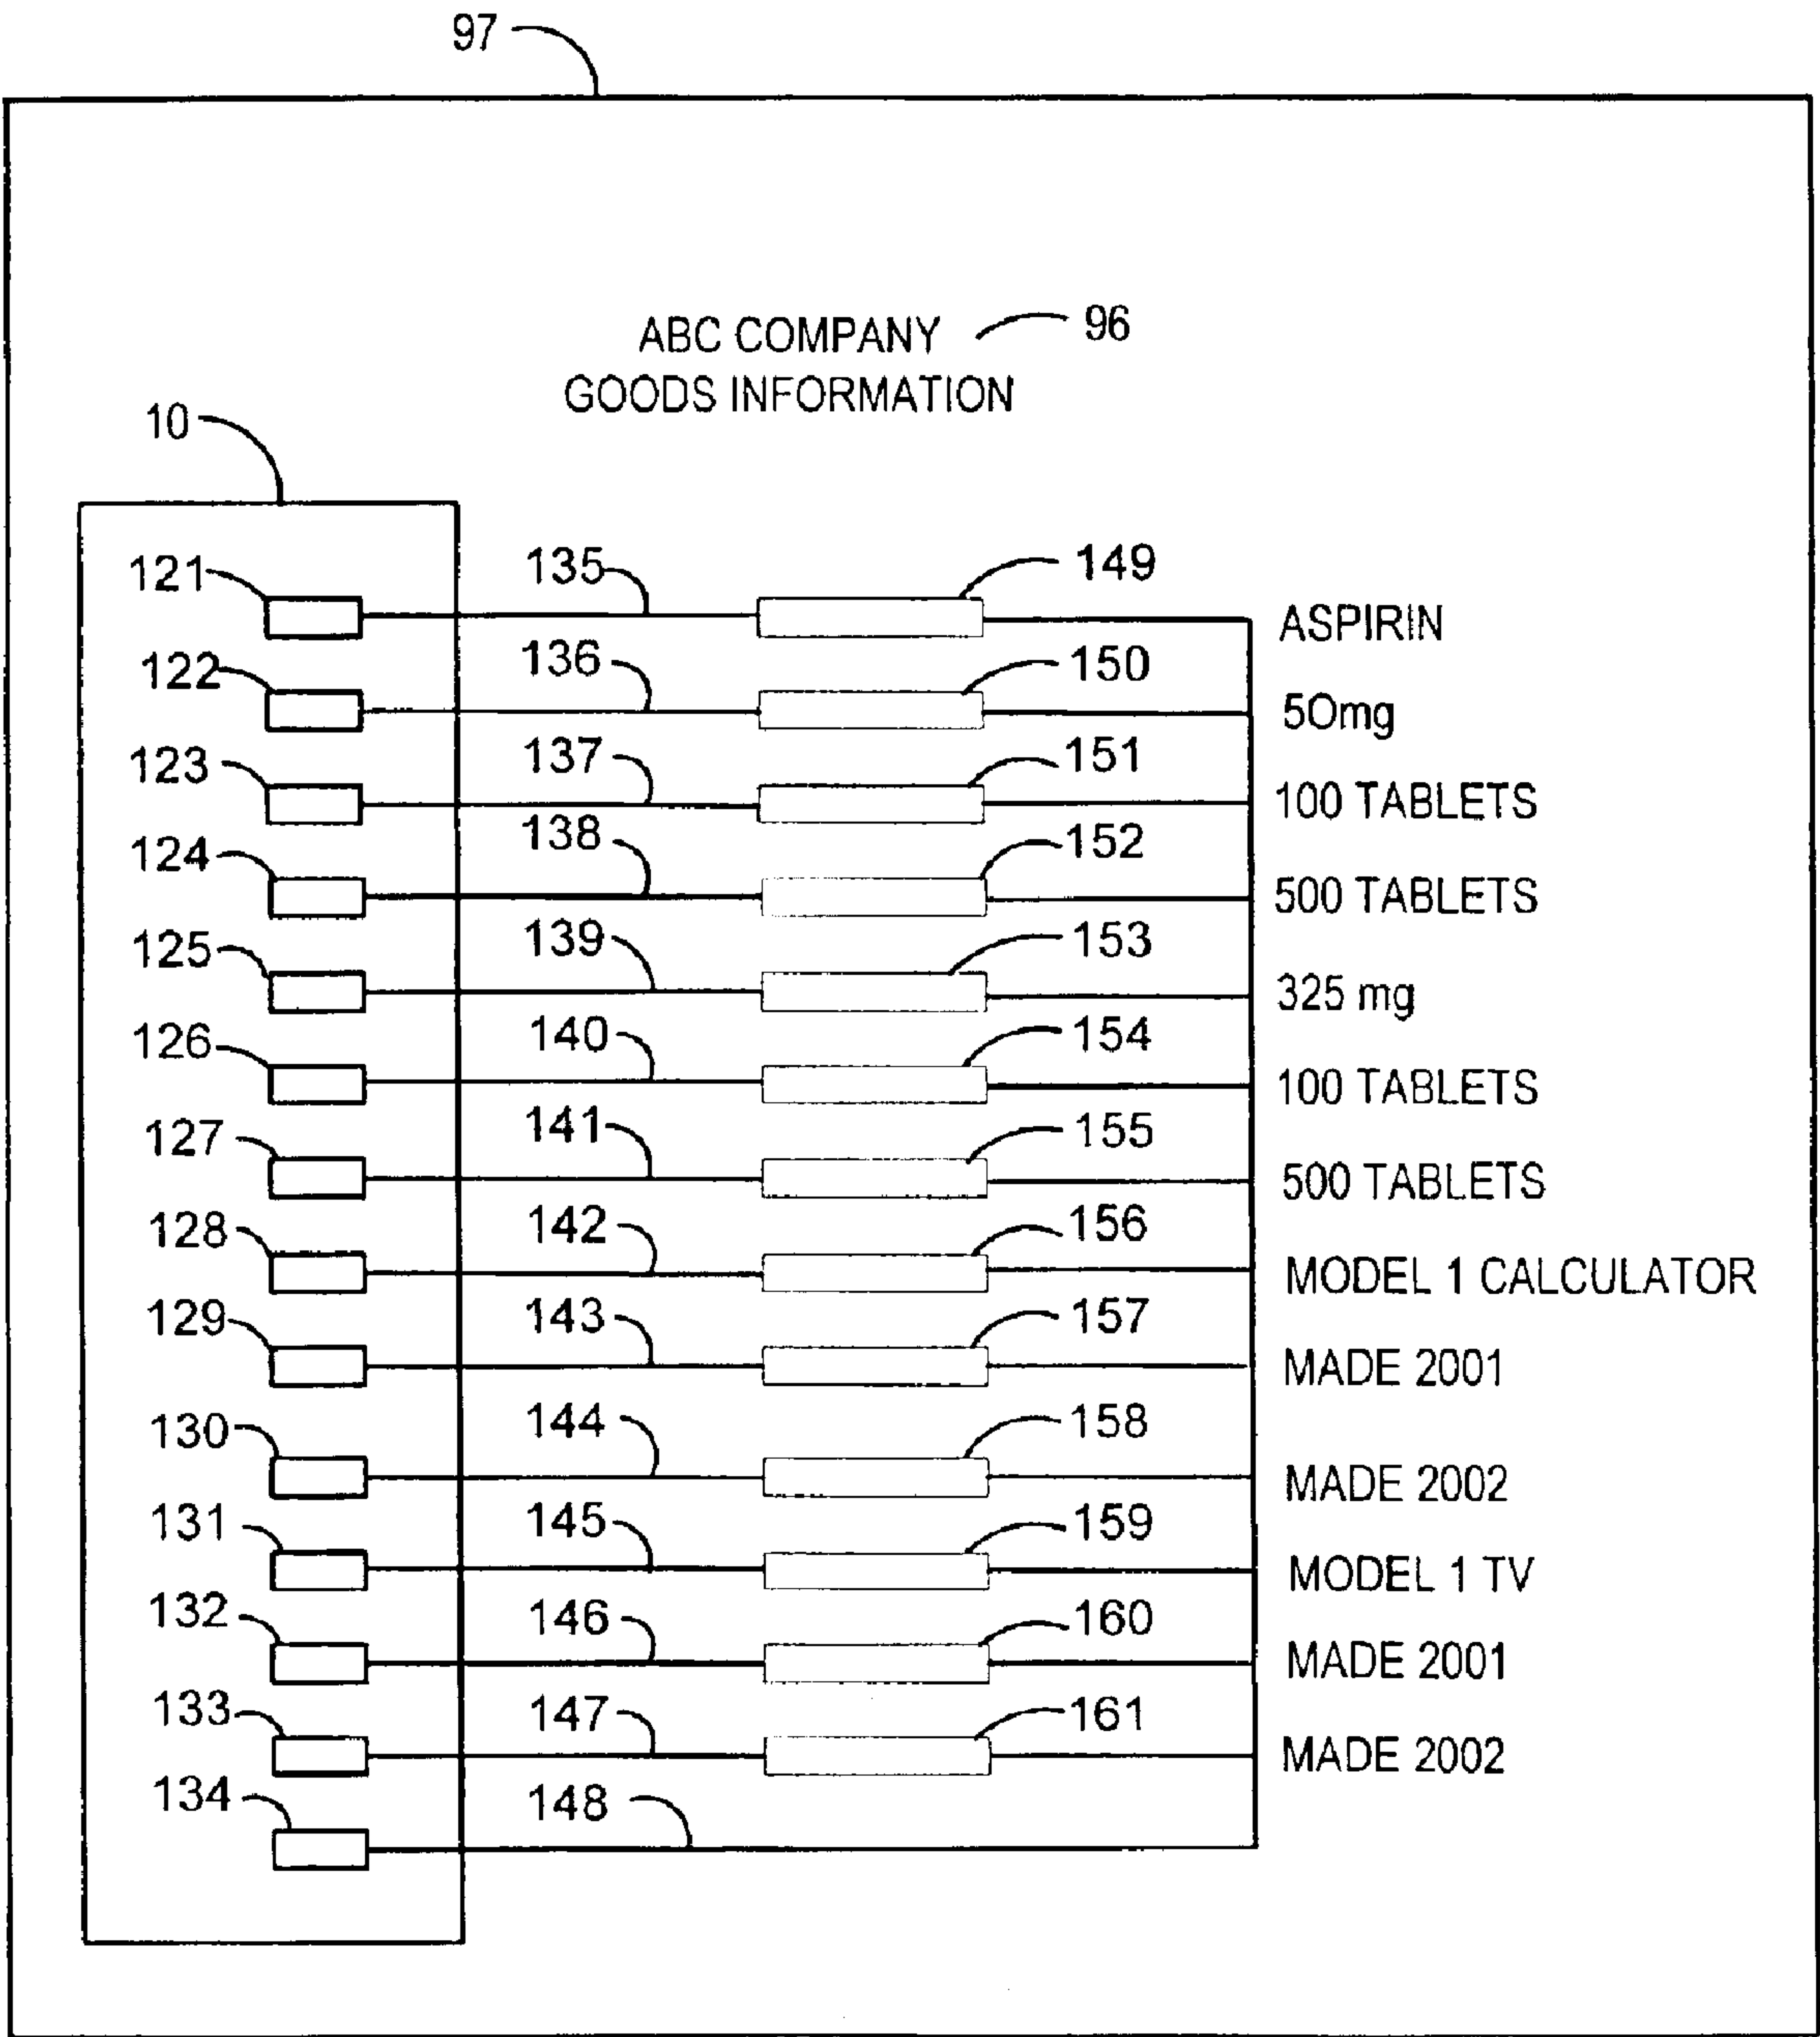 97
ABC COMPANY 96
GOODS INFORMATION
10
121 135 149 ASPIRIN
122 136 150 50mg
123 137 151 100 TABLETS
124 138 152 500 TABLETS
125 139 153 325 mg
126 140 154 100 TABLETS
127 141 155 500 TABLETS
128 142 156 MODEL 1 CALCULATOR
129 143 157 MADE 2001
130 144 158 MADE 2002
131 145 159 MODEL 1 TV
132 146 160 MADE 2001
133 147 161 MADE 2002
134 148